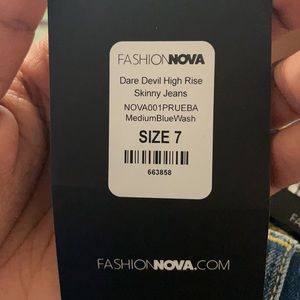 FASHIONNOVA
Dare Devil High Rise
Skinny Jeans
NOVA001PRUEBA
MediumBlueWash
SIZE 7
663858
FASHIONNOVA.COM